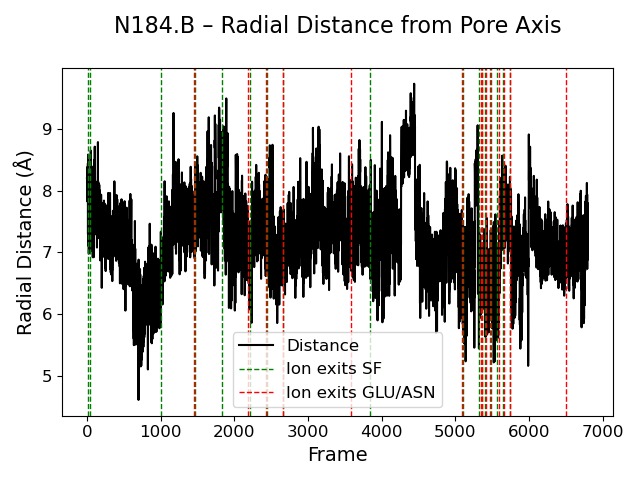 N184.B – Radial Distance from Pore Axis
Radial Distance (Å)
9
8
7
6
5
Distance
Ion exits SF
Ion exits GLU/ASN
0 1000 2000 3000 4000 5000 6000 7000
Frame